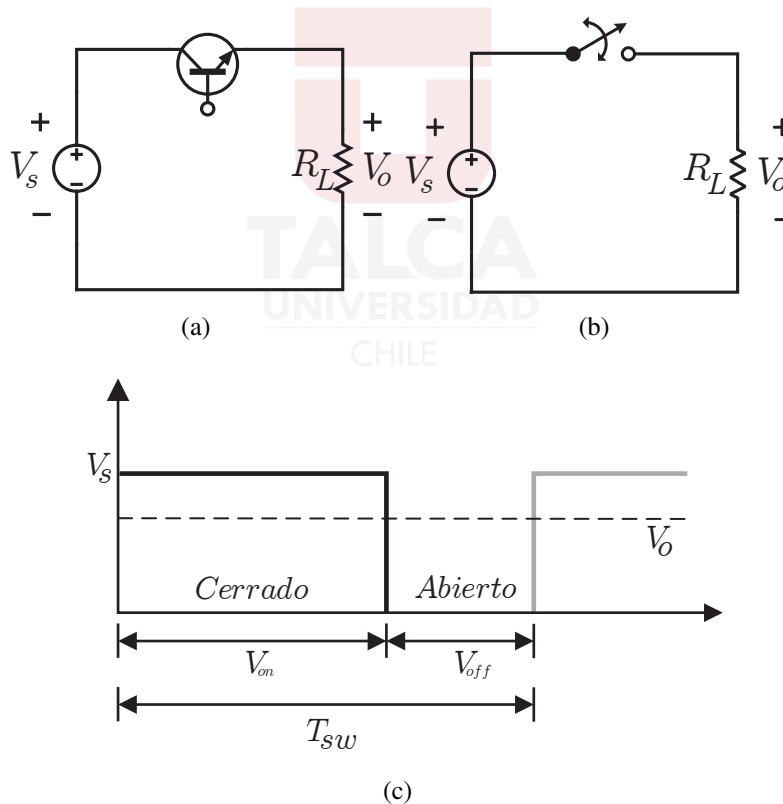 + + + +
V_s + − R_L V_o V_s + − R_L V_o
− − − −
TALCA
UNIVERSIDAD
CHILE
(a) (b)
V_s
V_o
Cerrado Abierto
V_on V_off
T_sw
(c)